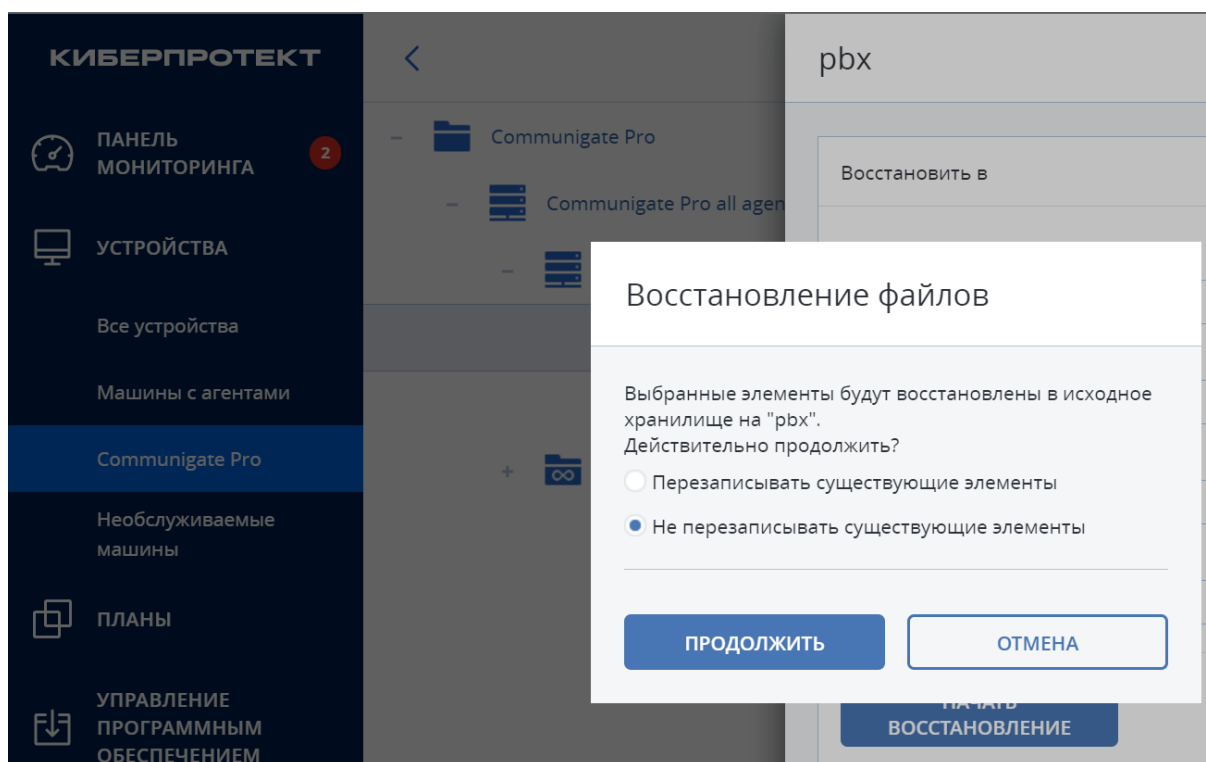 КИБЕРПРОТЕКТ
ПАНЕЛЬ
МОНИТОРИНГА
2
УСТРОЙСТВА
Все устройства
Машины с агентами
Communigate Pro
Необслуживаемые
машины
ПЛАНЫ
УПРАВЛЕНИЕ
ПРОГРАММНЫМ
ОБЕСПЕЧЕНИЕМ
Communigate Pro
Communigate Pro all agen
pbx
Восстановить в
Восстановление файлов
Выбранные элементы будут восстановлены в исходное
хранилище на "pbx".
Действительно продолжить?
Перезаписывать существующие элементы
Не перезаписывать существующие элементы
ПРОДОЛЖИТЬ
ОТМЕНА
НАЧАТЬ
ВОССТАНОВЛЕНИЕ